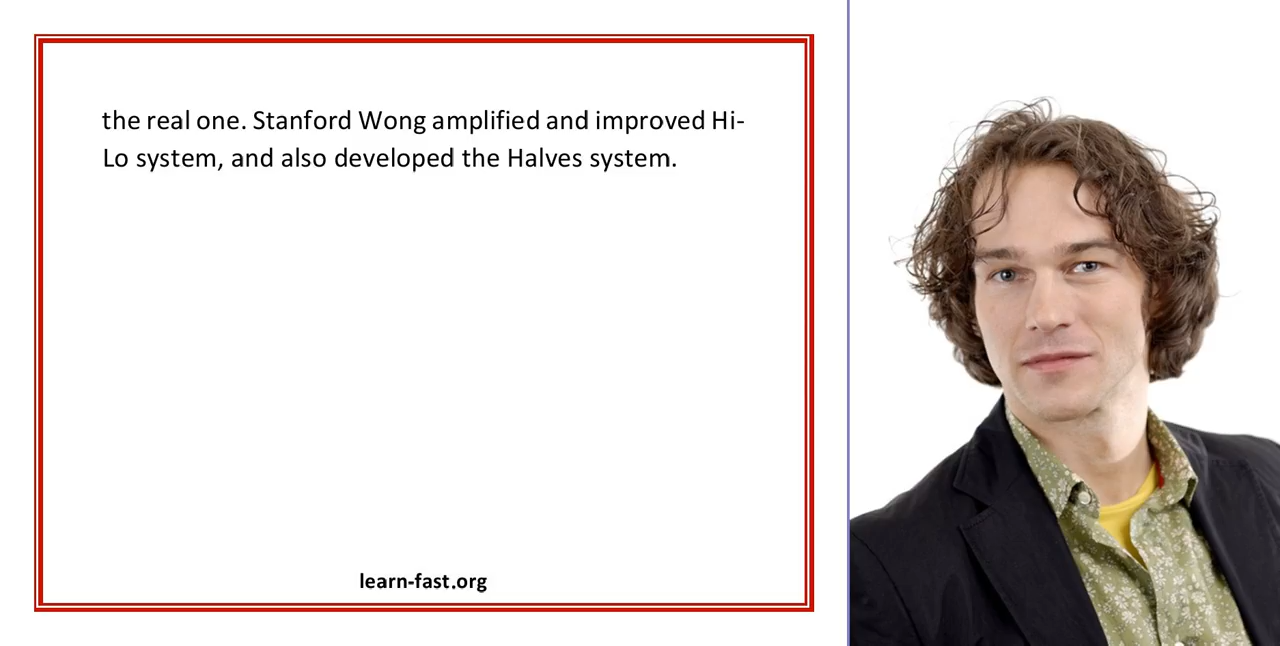 the real one. Stanford Wong amplified and improved Hi-
Lo system, and also developed the Halves system.
learn-fast.org